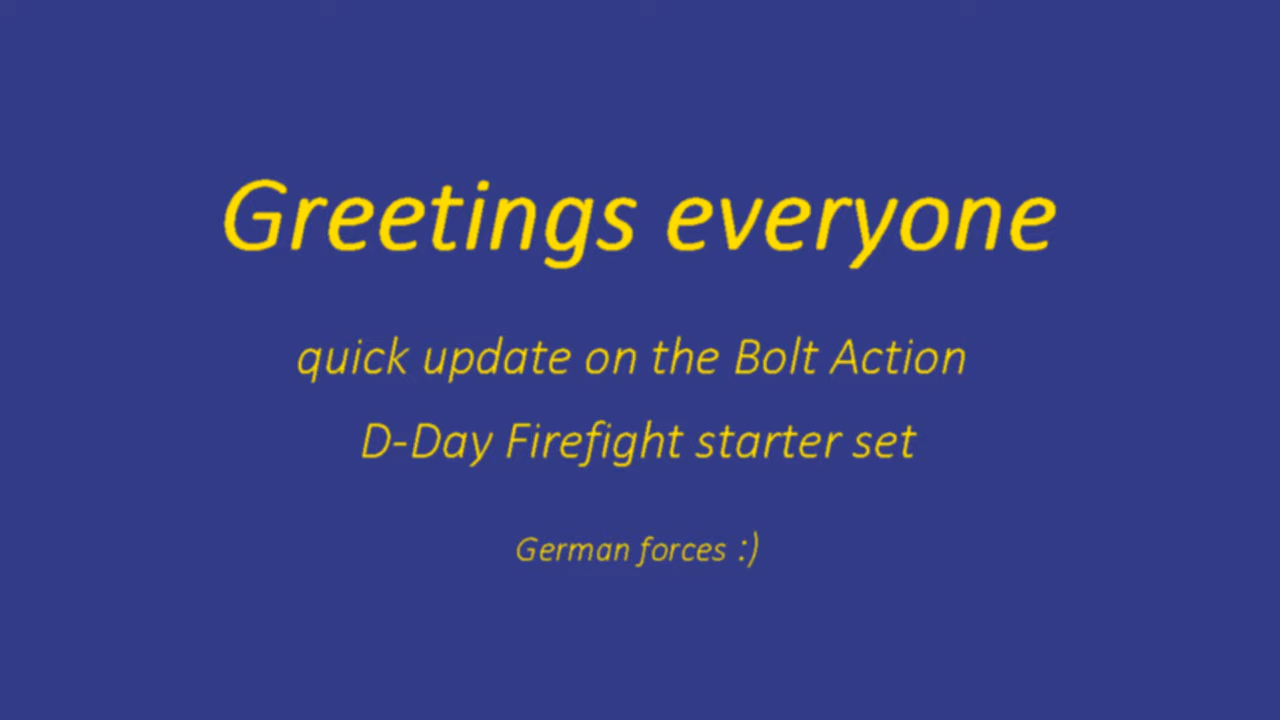 Greetings everyone
quick update on the Bolt Action
D-Day Firefight starter set
German forces :)